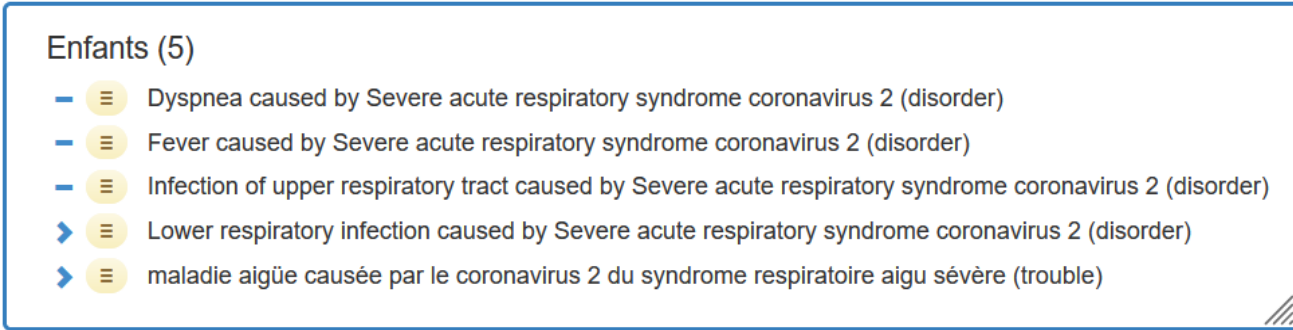 Enfants (5)
Dyspnea caused by Severe acute respiratory syndrome coronavirus 2 (disorder)
Fever caused by Severe acute respiratory syndrome coronavirus 2 (disorder)
Infection of upper respiratory tract caused by Severe acute respiratory syndrome coronavirus 2 (disorder)
Lower respiratory infection caused by Severe acute respiratory syndrome coronavirus 2 (disorder)
maladie aigüe causée par le coronavirus 2 du syndrome respiratoire aigu sévère (trouble)